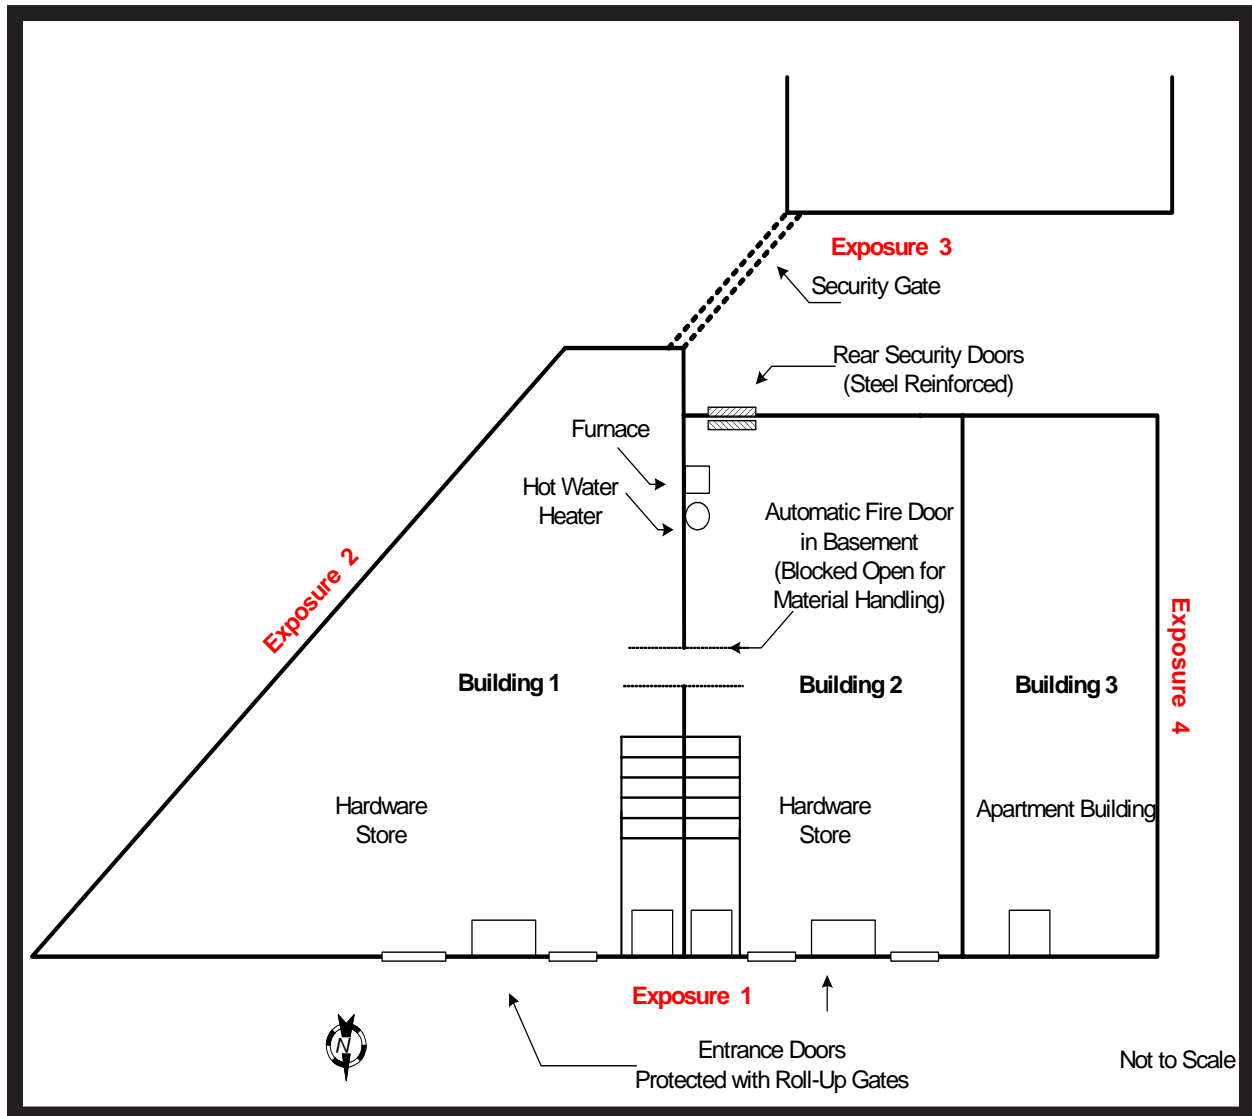 Exposure 3
Security Gate
Rear Security Doors
(Steel Reinforced)
Furnace
Hot Water
Heater
Automatic Fire Door
in Basement
(Blocked Open for
Material Handling)
Exposure 2
Exposure 4
Building 1
Building 2
Building 3
Hardware
Store
Hardware
Store
Apartment Building
Exposure 1
N
Entrance Doors
Protected with Roll-Up Gates
Not to Scale